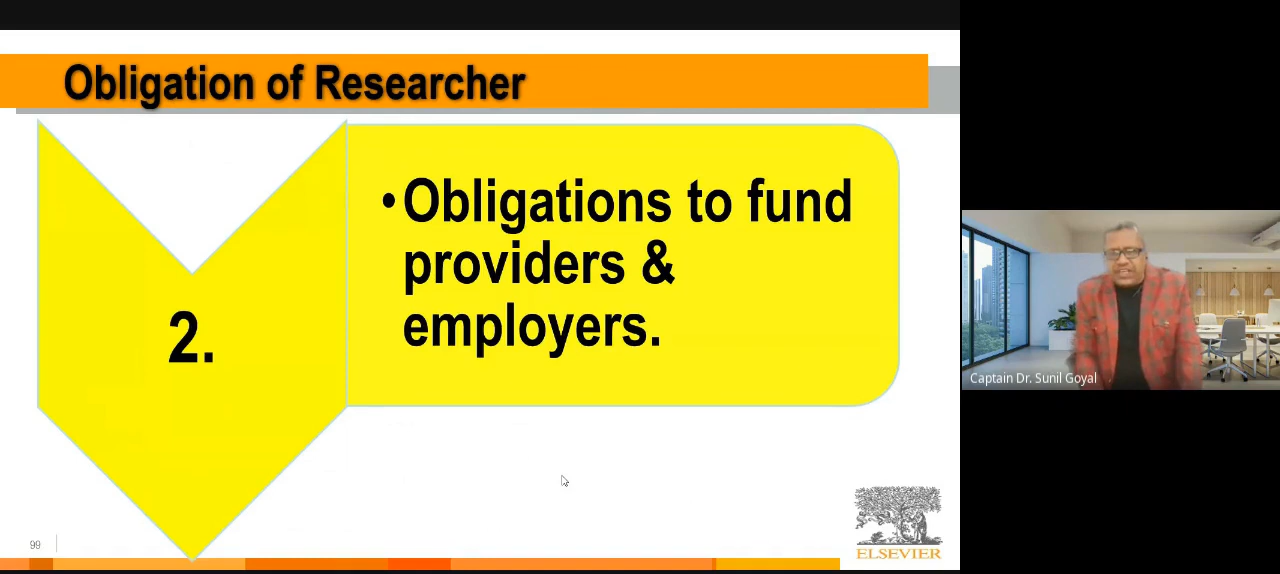 Obligation of Researcher
2.
•Obligations to fund
providers &
employers.
Captain Dr. Sunil Goyal
99
ELSEVIER